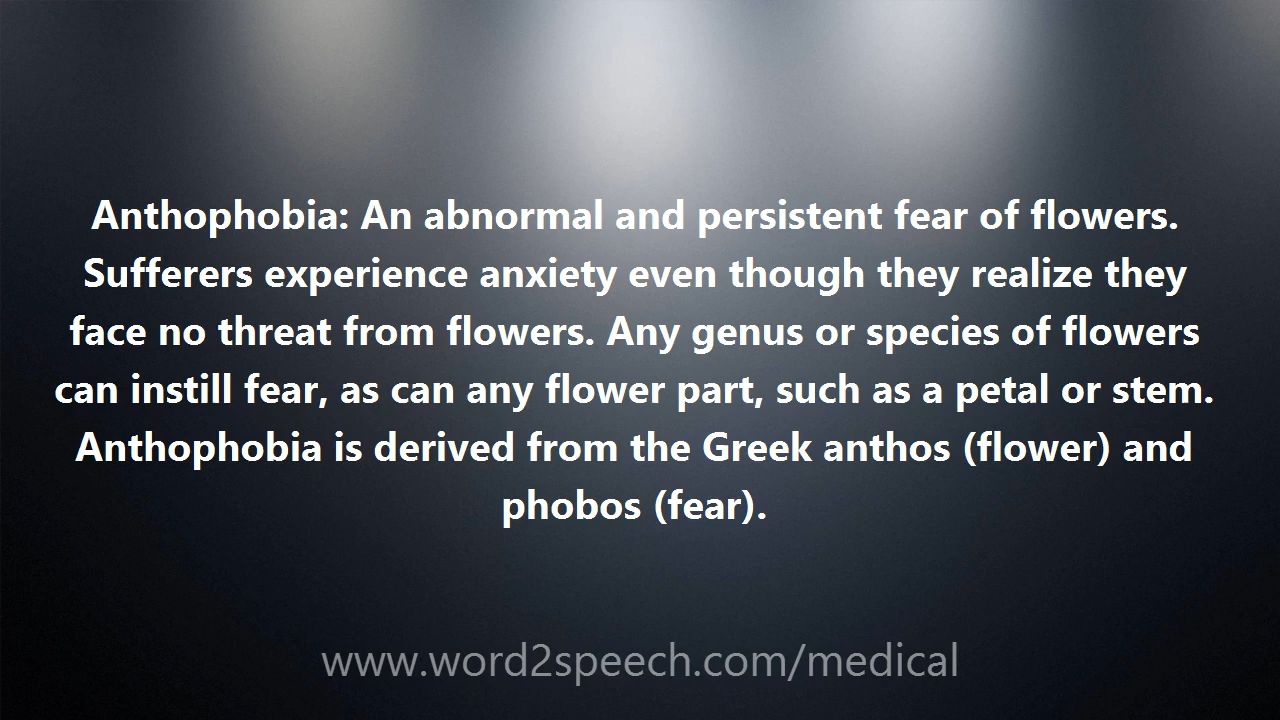 Anthophobia: An abnormal and persistent fear of flowers.
Sufferers experience anxiety even though they realize they
face no threat from flowers. Any genus or species of flowers
can instill fear, as can any flower part, such as a petal or stem.
Anthophobia is derived from the Greek anthos (flower) and
phobos (fear).
www.word2speech.com/medical